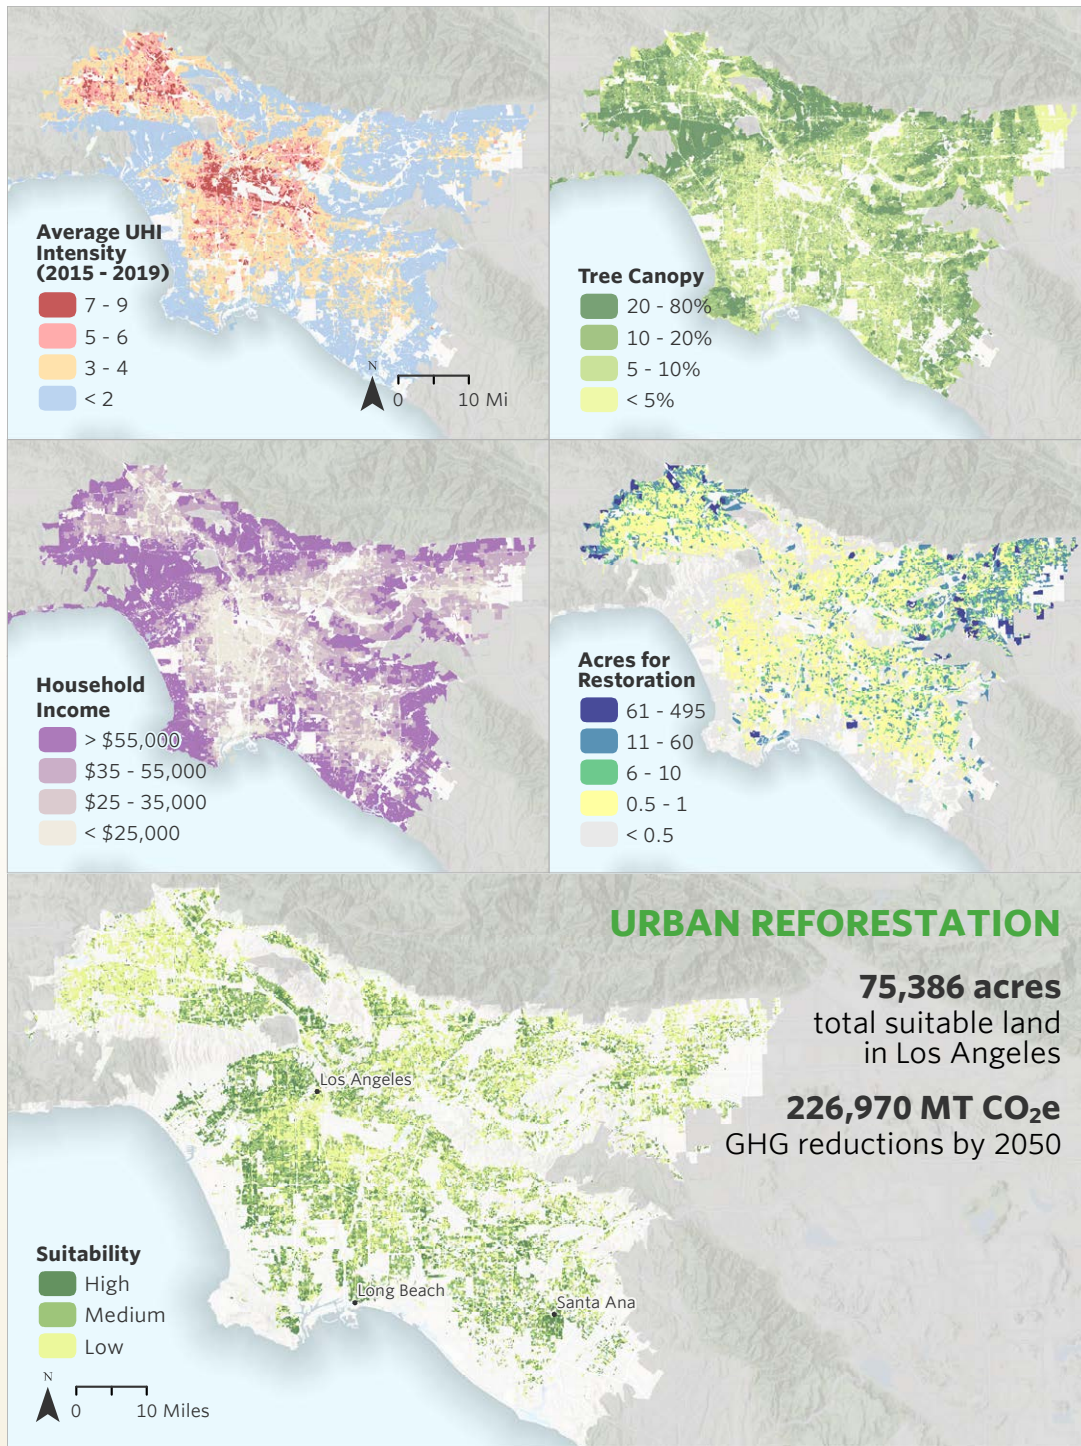 Average UHI
Intensity
(2015 - 2019)
7 - 9
5 - 6
3 - 4
< 2
N
0 10 Mi
Tree Canopy
20 - 80%
10 - 20%
5 - 10%
< 5%
Household
Income
> $55,000
$35 - 55,000
$25 - 35,000
< $25,000
Acres for
Restoration
61 - 495
11 - 60
6 - 10
0.5 - 1
< 0.5
URBAN REFORESTATION
75,386 acres
total suitable land
in Los Angeles
226,970 MT CO₂e
GHG reductions by 2050
Los Angeles
Long Beach
Santa Ana
Suitability
High
Medium
Low
N
0 10 Miles